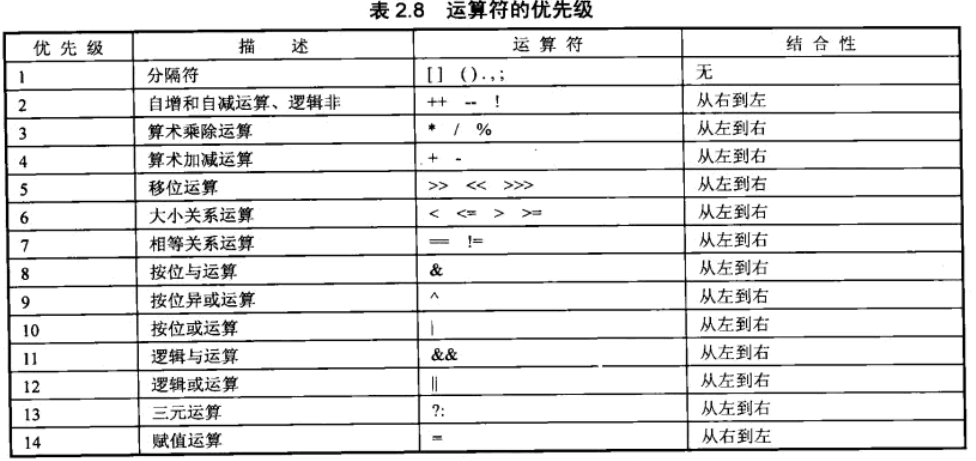 表 2.8 运算符的优先级
优先级 描述 运算符 结合性
1 分隔符 [] ().,; 无
2 自增和自减运算、逻辑非 ++ -- ! 从右到左
3 算术乘除运算 * / % 从左到右
4 算术加减运算 + - 从左到右
5 移位运算 >> << >>> 从左到右
6 大小关系运算 < <= > >= 从左到右
7 相等关系运算 == != 从左到右
8 按位与运算 & 从左到右
9 按位异或运算 ^ 从左到右
10 按位或运算 | 从左到右
11 逻辑与运算 && 从左到右
12 逻辑或运算 || 从左到右
13 三元运算 ?: 从左到右
14 赋值运算 = 从右到左